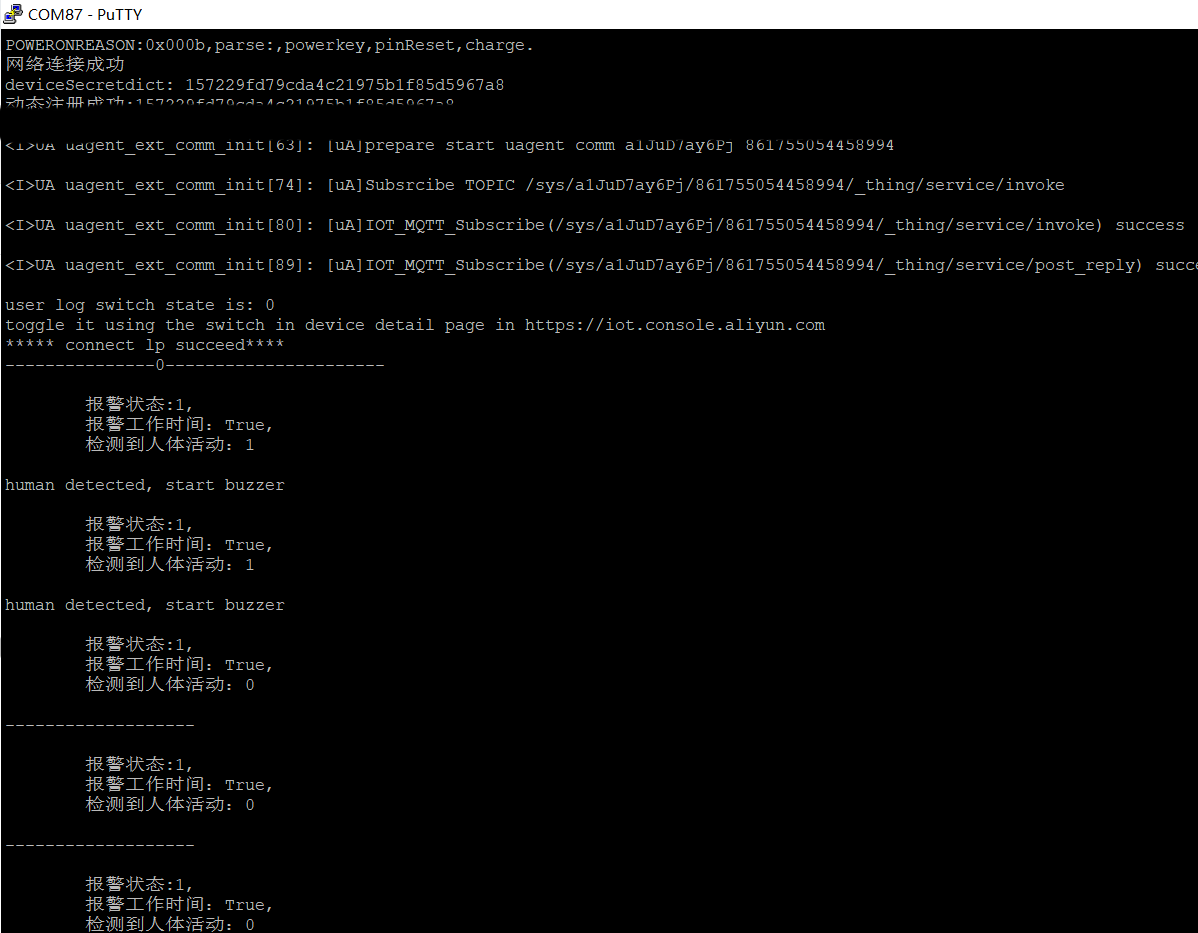 COM87 - PuTTY
POWERONREASON:0x000b,parse:,powerkey,pinReset,charge.
网络连接成功
deviceSecretdict: 157229fd79cda4c21975b1f85d5967a8
动态注册成功:157229fd79cda4c21975b1f85d5967a8
<I>UA uagent_ext_comm_init[63]: [uA]prepare start uagent comm a1JuD7ay6Pj 861755054458994
<I>UA uagent_ext_comm_init[74]: [uA]Subsrcibe TOPIC /sys/a1JuD7ay6Pj/861755054458994/_thing/service/invoke
<I>UA uagent_ext_comm_init[80]: [uA]IOT_MQTT_Subscribe(/sys/a1JuD7ay6Pj/861755054458994/_thing/service/invoke) success
<I>UA uagent_ext_comm_init[89]: [uA]IOT_MQTT_Subscribe(/sys/a1JuD7ay6Pj/861755054458994/_thing/service/post_reply) succe
user log switch state is: 0
toggle it using the switch in device detail page in https://iot.console.aliyun.com
***** connect lp succeed****
---------------0----------------------
报警状态:1,
报警工作时间: True,
检测到人体活动: 1
human detected, start buzzer
报警状态:1,
报警工作时间: True,
检测到人体活动: 1
human detected, start buzzer
报警状态:1,
报警工作时间: True,
检测到人体活动: 0
-------------------
报警状态:1,
报警工作时间: True,
检测到人体活动: 0
-------------------
报警状态:1,
报警工作时间: True,
检测到人体活动: 0